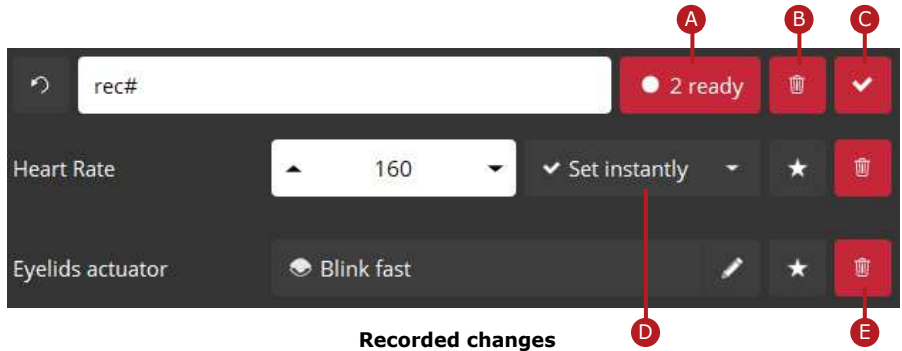 A B C
rec# 2 ready
Heart Rate 160 Set instantly
Eyelids actuator Blink fast
D E
Recorded changes